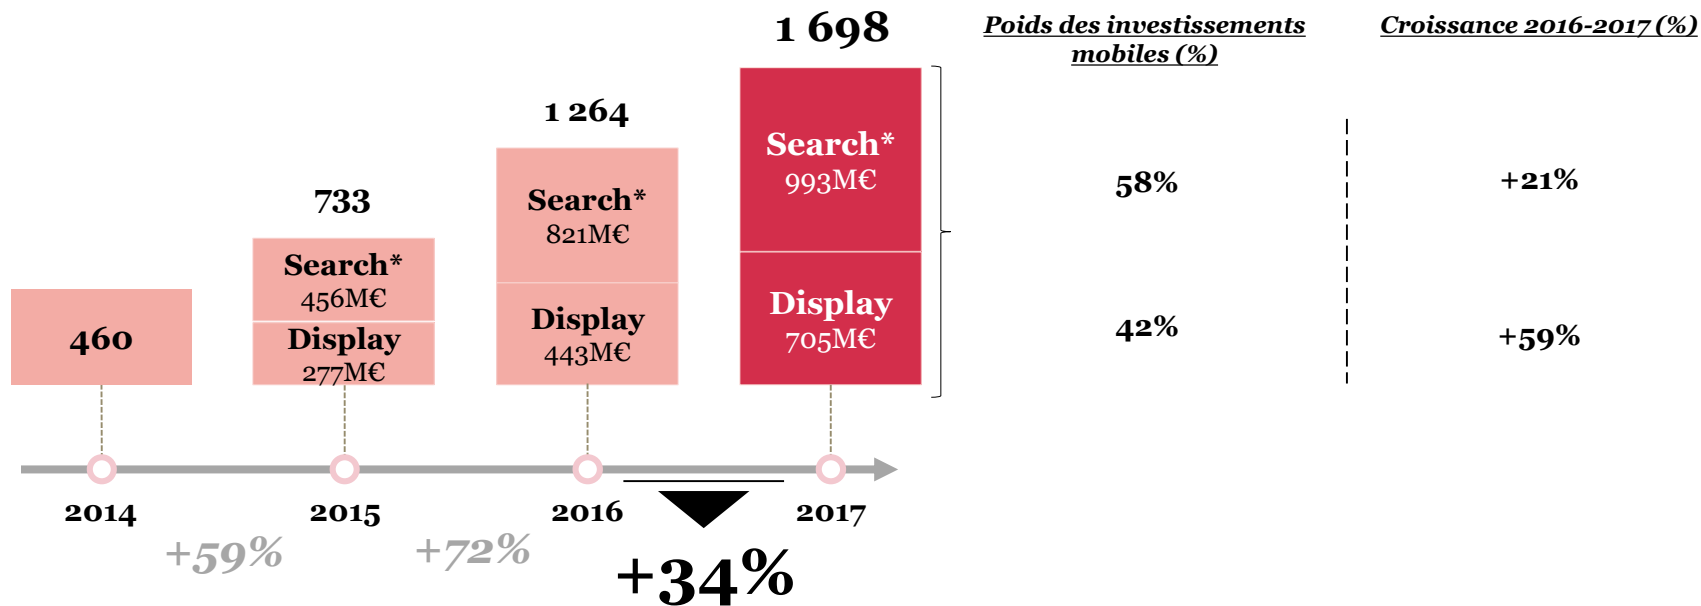 1 698
Poids des investissements
mobiles (%)
Croissance 2016-2017 (%)
1 264
733
460
Search*
456M€
Display
277M€
Search*
821M€
Display
443M€
Search*
993M€
Display
705M€
58%
+21%
42%
+59%
2014
2015
2016
2017
+59%
+72%
+34%